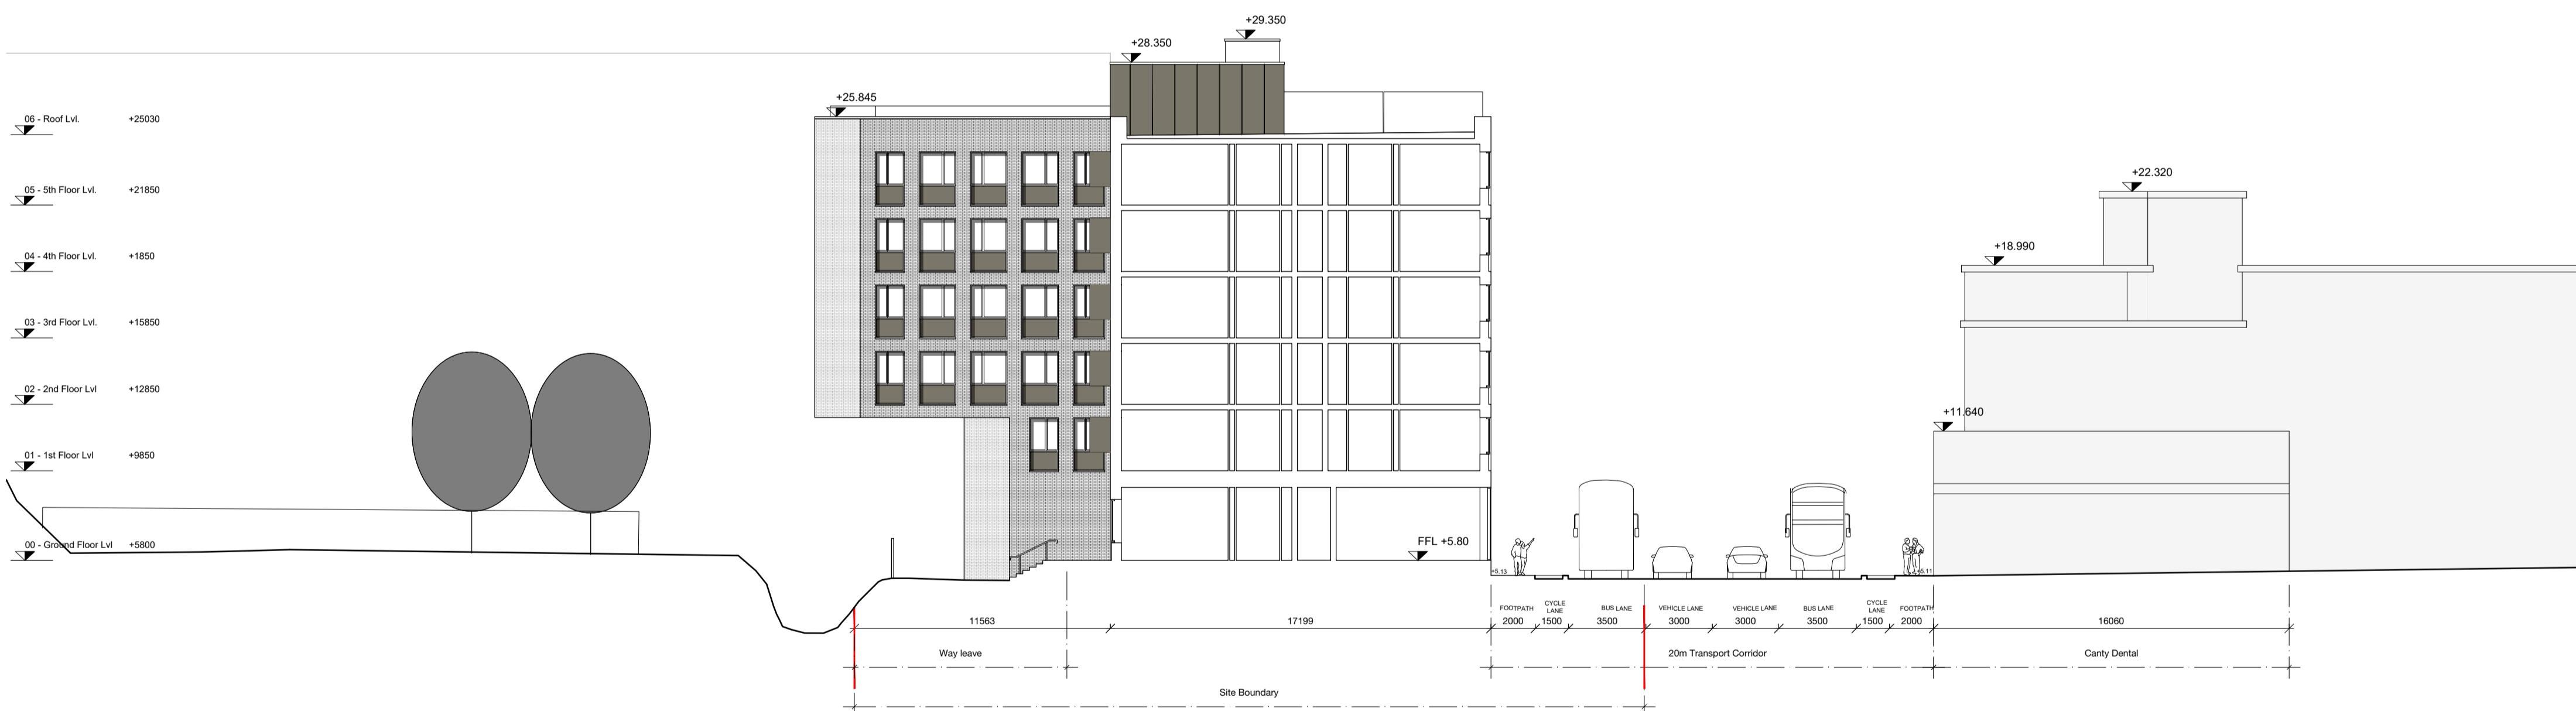 +29.350
+28.350
+25.845
06 - Roof Lvl. +25030
05 - 5th Floor Lvl. +21850
+22.320
04 - 4th Floor Lvl. +1850
+18.990
03 - 3rd Floor Lvl. +15850
02 - 2nd Floor Lvl +12850
+11.640
01 - 1st Floor Lvl +9850
00 - Ground Floor Lvl +5800
FFL +5.80
+5.13
+5.11
FOOTPATH
CYCLE
LANE
BUS LANE
VEHICLE LANE
VEHICLE LANE
BUS LANE
CYCLE
LANE
FOOTPATH
11563
17199
2000
1500
3500
3000
3000
3500
1500
2000
16060
Way leave
20m Transport Corridor
Canty Dental
Site Boundary